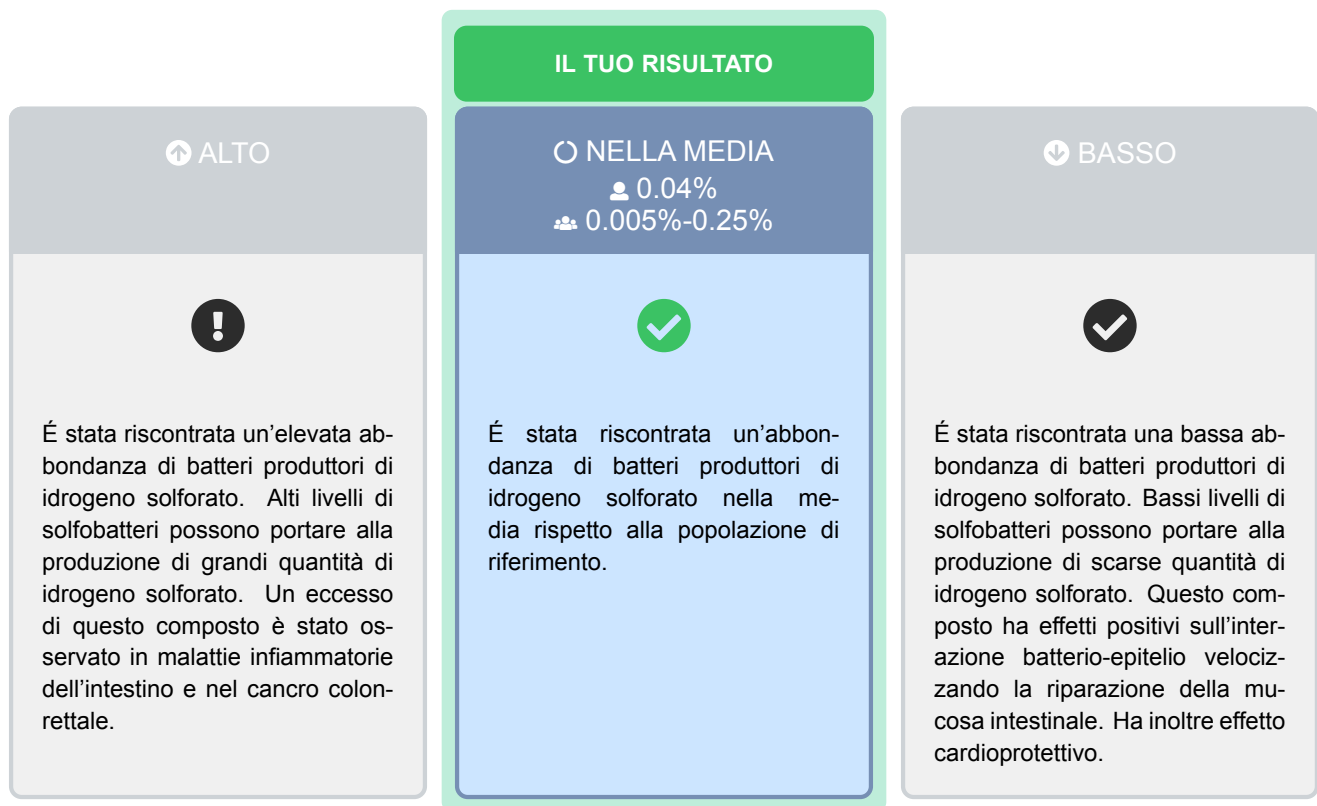 IL TUO RISULTATO
ALTO
É stata riscontrata un'elevata ab-
bondanza di batteri produttori di
idrogeno solforato. Alti livelli di
solfobatteri possono portare alla
produzione di grandi quantità di
idrogeno solforato. Un eccesso
di questo composto è stato os-
servato in malattie infiammatorie
dell'intestino e nel cancro colon-
rettale.
NELLA MEDIA
0.04%
0.005%-0.25%
É stata riscontrata un'abbon-
danza di batteri produttori di
idrogeno solforato nella me-
dia rispetto alla popolazione di
riferimento.
BASSO
É stata riscontrata una bassa ab-
bondanza di batteri produttori di
idrogeno solforato. Bassi livelli di
solfobatteri possono portare alla
produzione di scarse quantità di
idrogeno solforato. Questo com-
posto ha effetti positivi sull'inter-
azione batterio-epitelio velociz-
zando la riparazione della mu-
cosa intestinale. Ha inoltre effetto
cardioprotettivo.